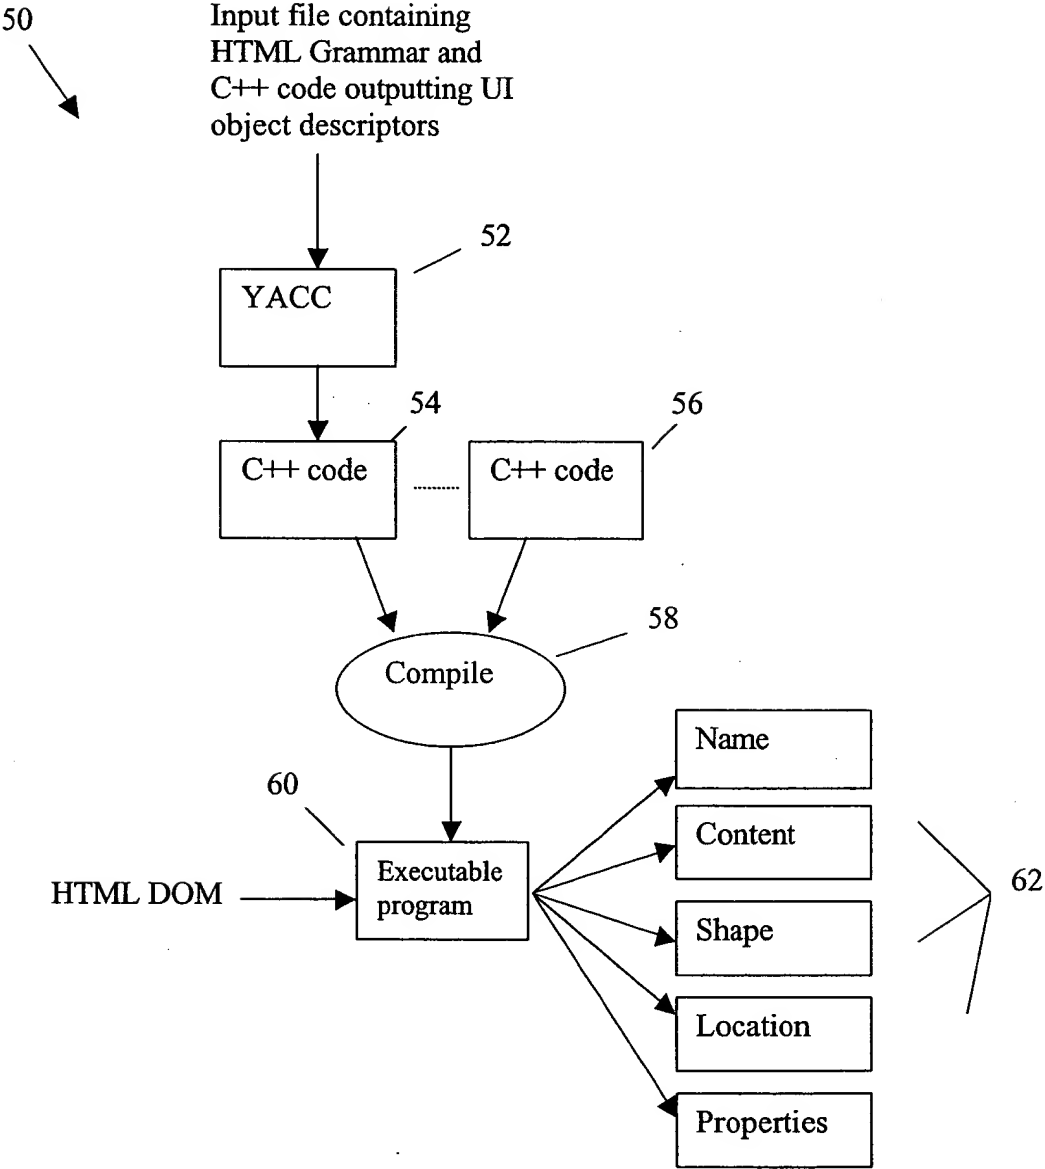 50
Input file containing
HTML Grammar and
C++ code outputting UI
object descriptors
52
YACC
54
56
C++ code
C++ code
58
Compile
Name
60
Content
Executable
program
HTML DOM
62
Shape
Location
Properties